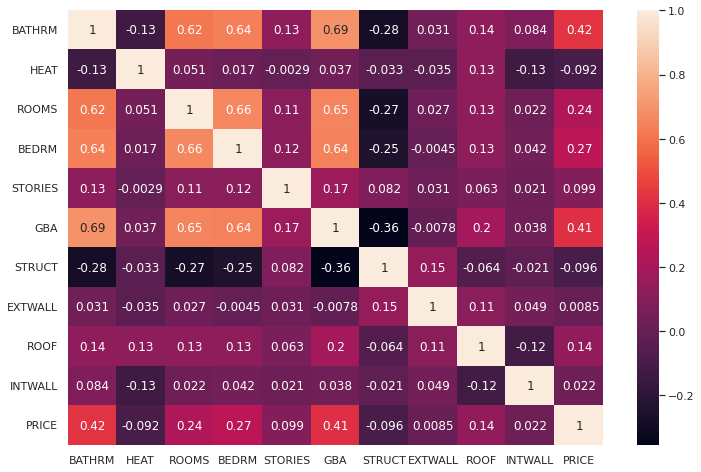 BATHRM 1 -0.13 0.62 0.64 0.13 0.69 -0.28 0.031 0.14 0.084 0.42
HEAT -0.13 1 0.051 0.017 -0.0029 0.037 -0.033 -0.035 0.13 -0.13 -0.092
ROOMS 0.62 0.051 1 0.66 0.11 0.65 -0.27 0.027 0.13 0.022 0.24
BEDRM 0.64 0.017 0.66 1 0.12 0.64 -0.25 -0.0045 0.13 0.042 0.27
STORIES 0.13 -0.0029 0.11 0.12 1 0.17 0.082 0.031 0.063 0.021 0.099
GBA 0.69 0.037 0.65 0.64 0.17 1 -0.36 -0.0078 0.2 0.038 0.41
STRUCT -0.28 -0.033 -0.27 -0.25 0.082 -0.36 1 0.15 -0.064 -0.021 -0.096
EXTWALL 0.031 -0.035 0.027 -0.0045 0.031 -0.0078 0.15 1 0.11 0.049 0.0085
ROOF 0.14 0.13 0.13 0.13 0.063 0.2 -0.064 0.11 1 -0.12 0.14
INTWALL 0.084 -0.13 0.022 0.042 0.021 0.038 -0.021 0.049 -0.12 1 0.022
PRICE 0.42 -0.092 0.24 0.27 0.099 0.41 -0.096 0.0085 0.14 0.022 1
BATHRM HEAT ROOMS BEDRM STORIES GBA STRUCT EXTWALL ROOF INTWALL PRICE
1.0
0.8
0.6
0.4
0.2
0.0
−0.2